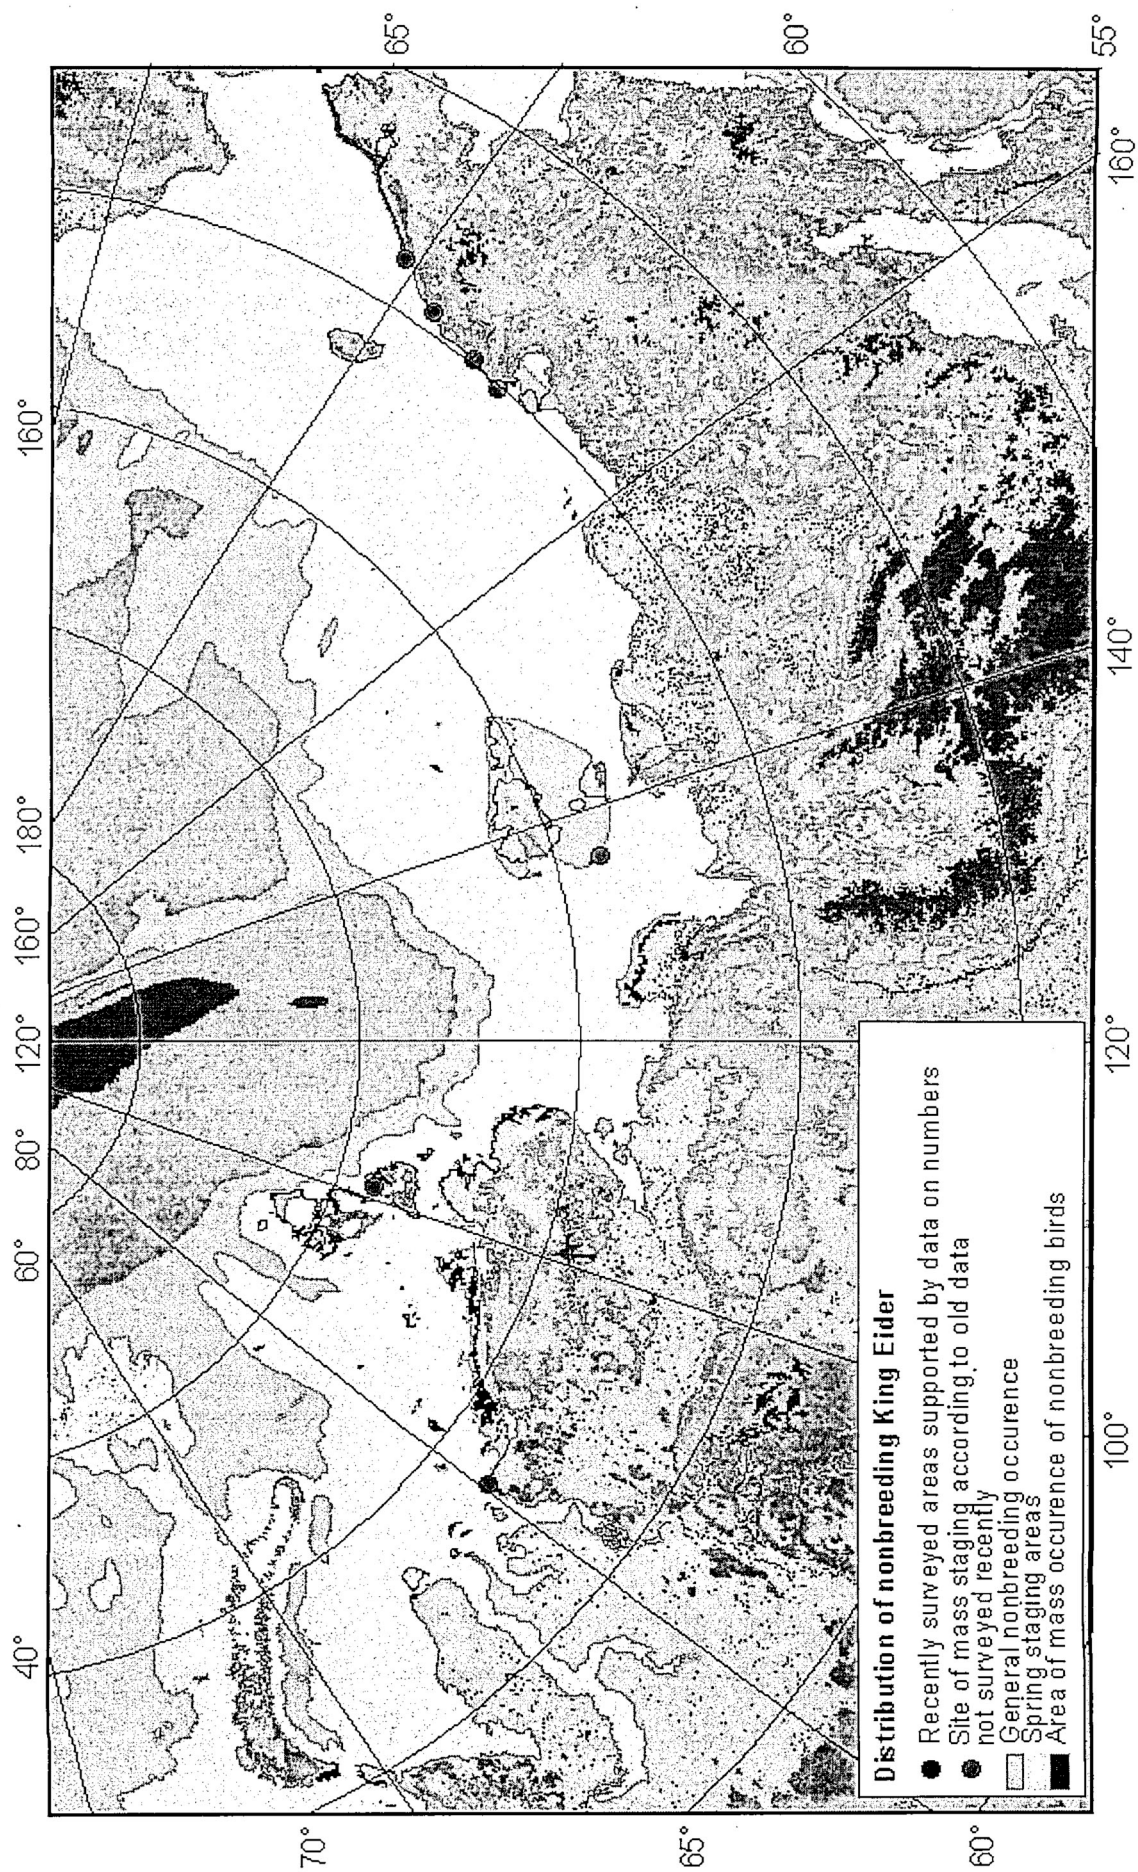 Distribution of nonbreeding King Eider
Recently surveyed areas supported by data on numbers
Site of mass staging according to old data
not surveyed recently
General nonbreeding occurence
Spring staging areas
Area of mass occurence of nonbreeding birds
40°
60°
80°
120°
160°
180°
160°
70°
65°
60°
100°
120°
140°
160°
65°
60°
55°